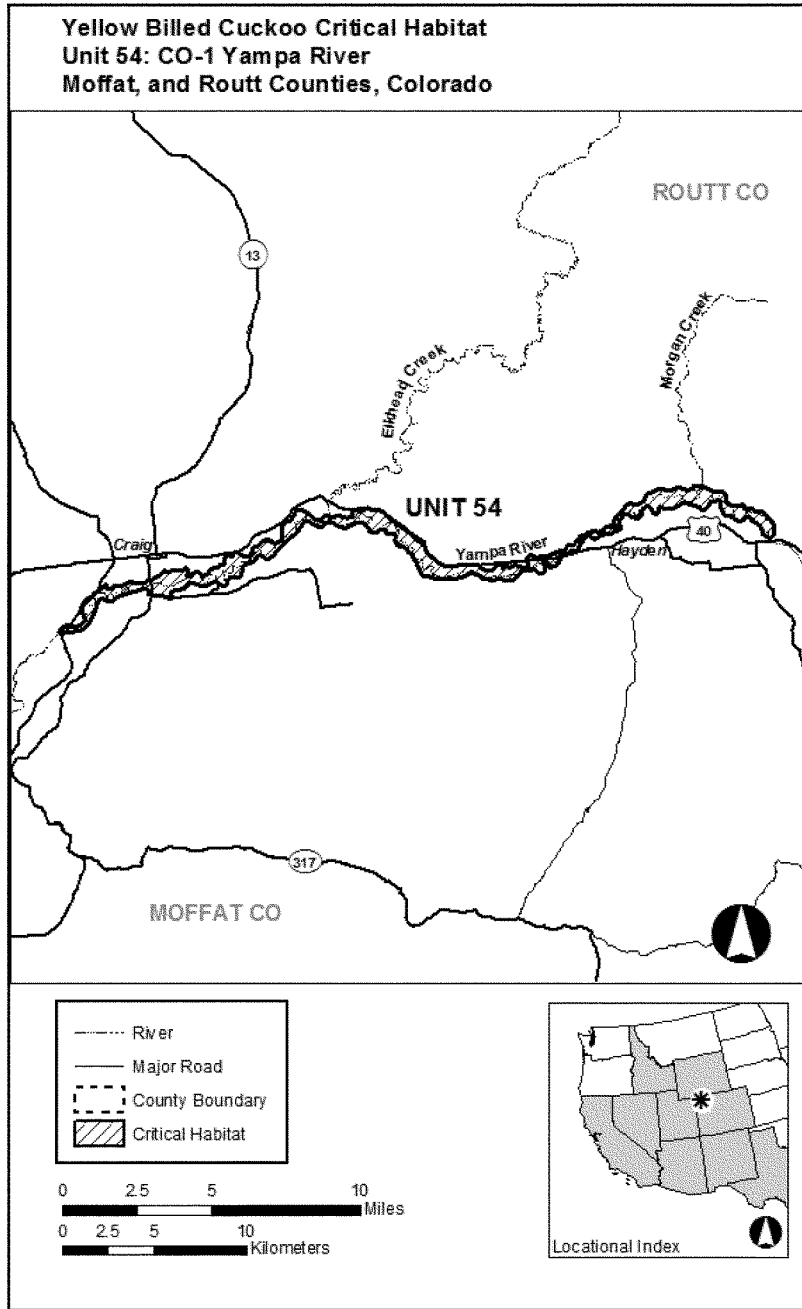 Yellow Billed Cuckoo Critical Habitat
Unit 54: CO-1 Yampa River
Moffat, and Routt Counties, Colorado
ROUTT CO
13
Morgan Creek
Elkhead Creek
UNIT 54
40
Craig
Yampa River
Hayden
317
MOFFAT CO
River
Major Road
County Boundary
Critical Habitat
0 2.5 5 10
Miles
0 2.5 5 10
Kilometers
Locational Index